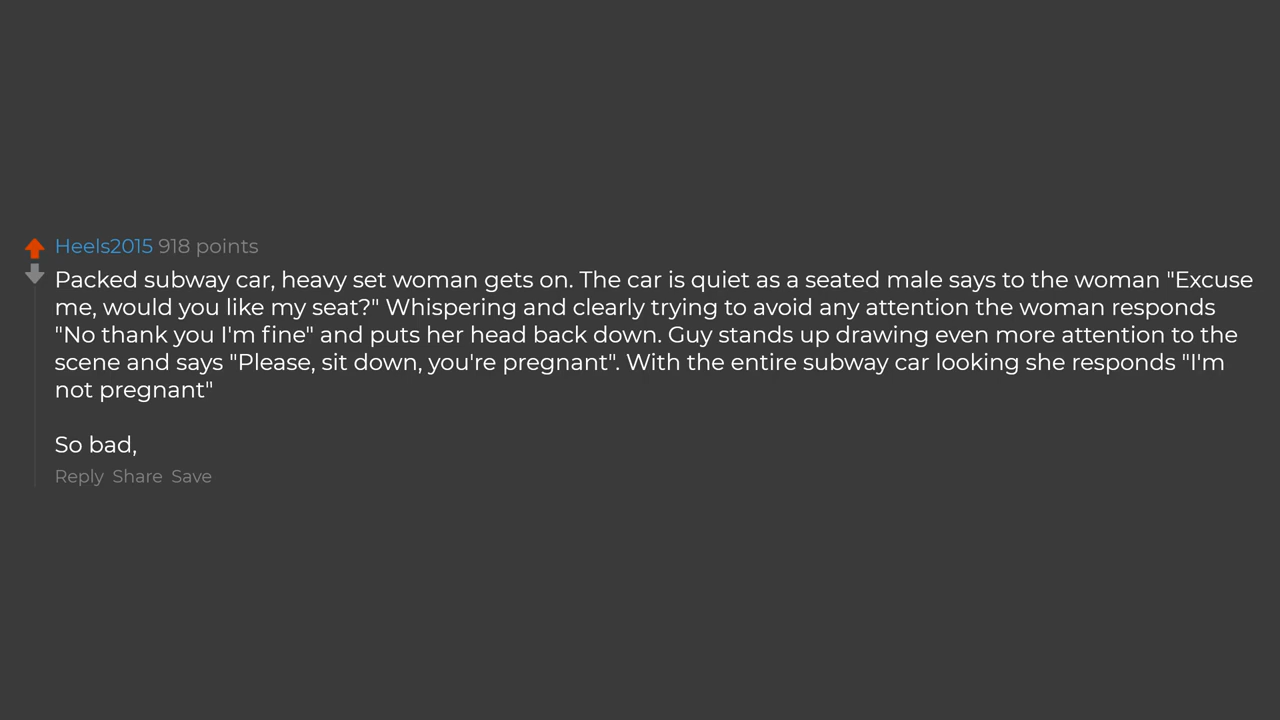 Heels2015 918 points
Packed subway car, heavy set woman gets on. The car is quiet as a seated male says to the woman "Excuse
me, would you like my seat?" Whispering and clearly trying to avoid any attention the woman responds
"No thank you I'm fine" and puts her head back down. Guy stands up drawing even more attention to the
scene and says "Please, sit down, you're pregnant". With the entire subway car looking she responds "I'm
not pregnant"
So bad,
Reply Share Save